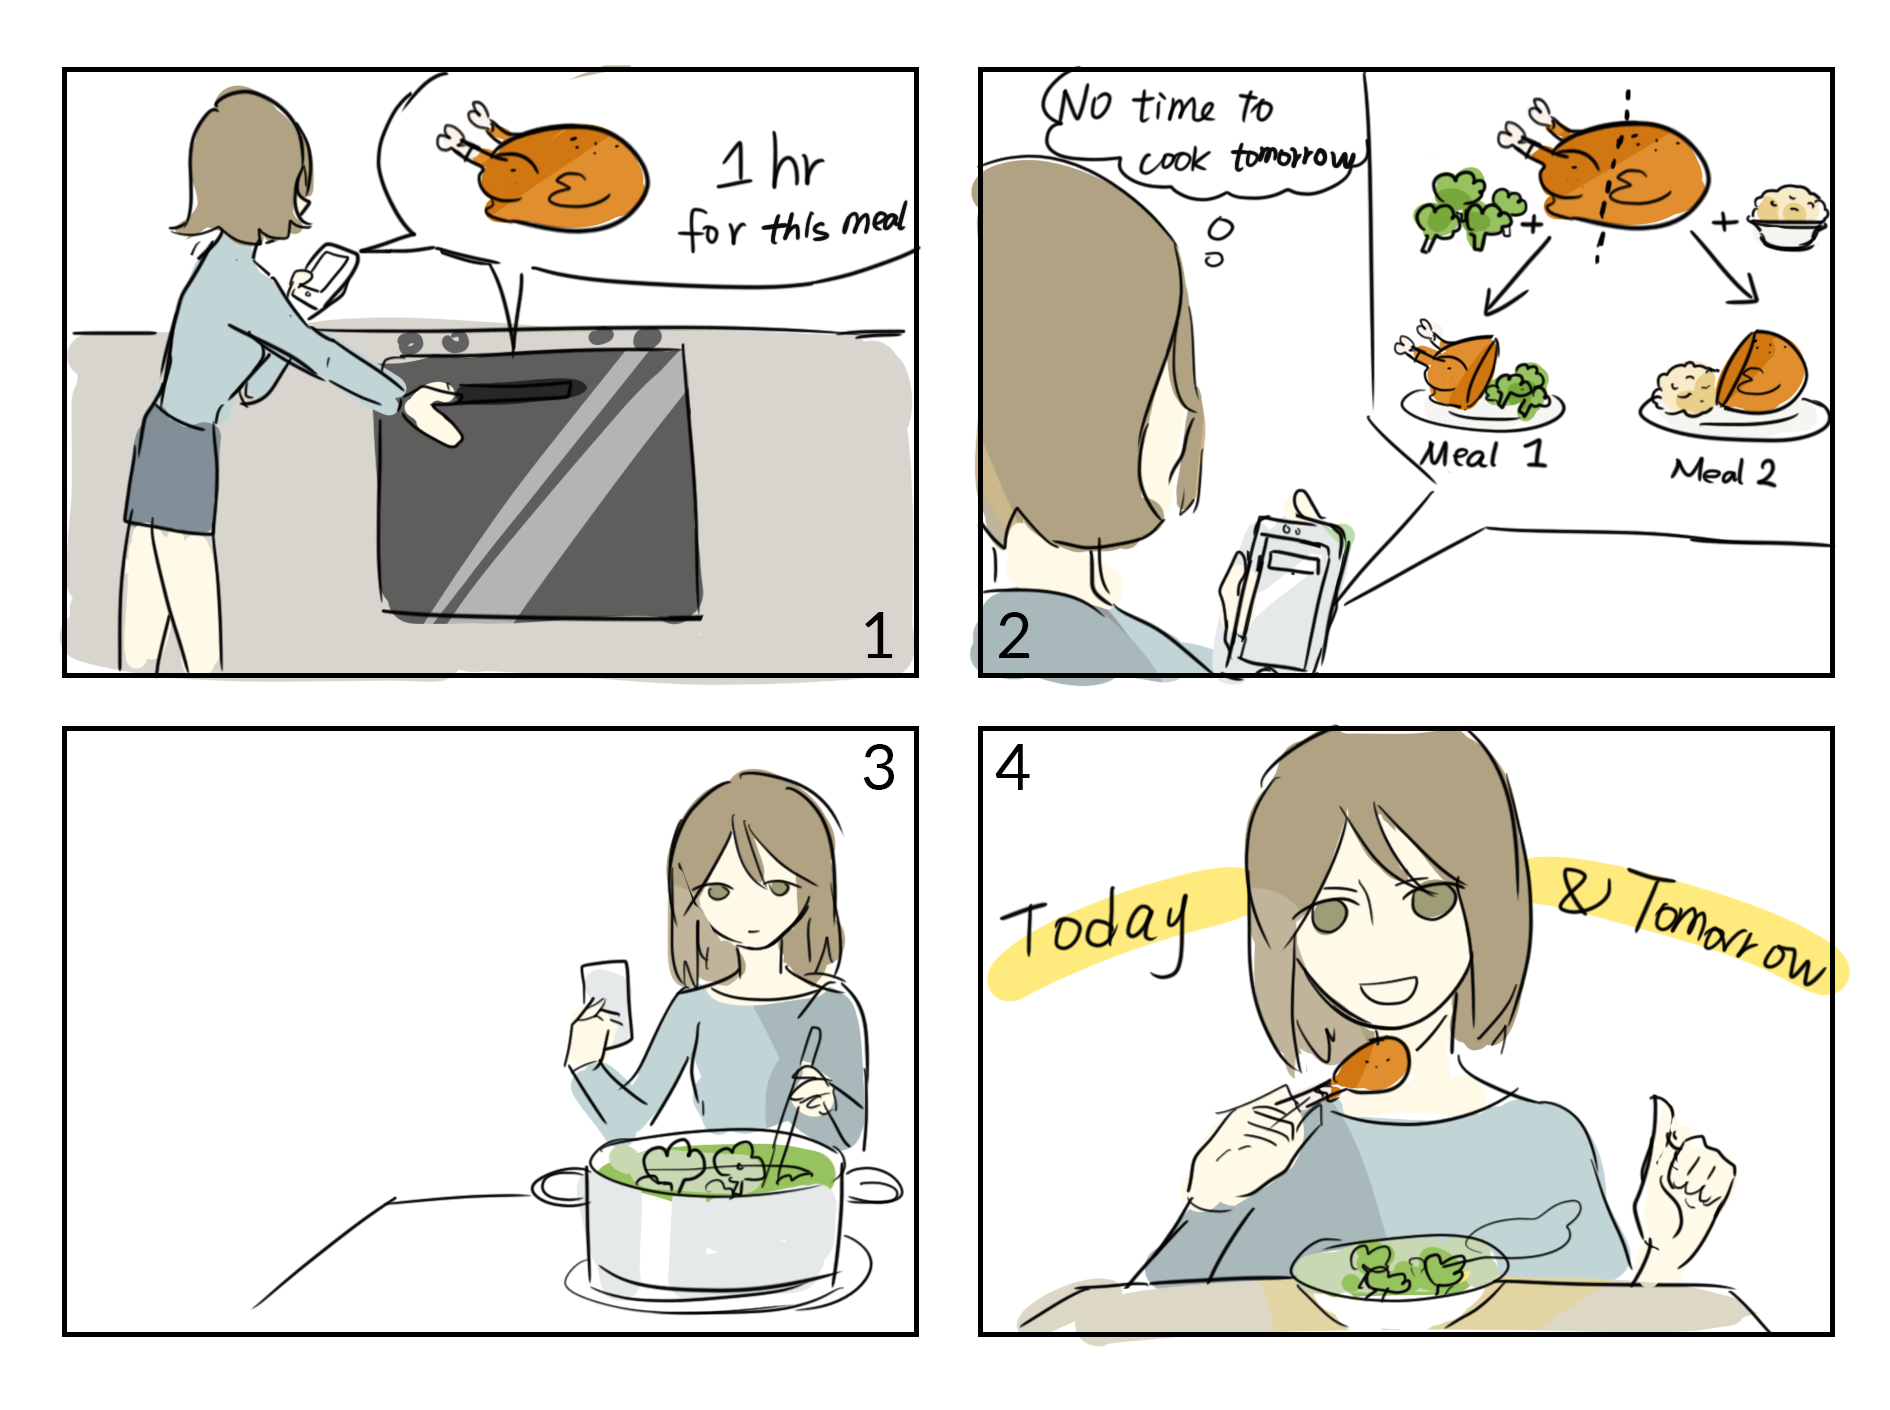 1 hr
for this meal
1
No time to
cook tomorrow
Meal 1
Meal 2
2
3
4
Today
& Tomorrow